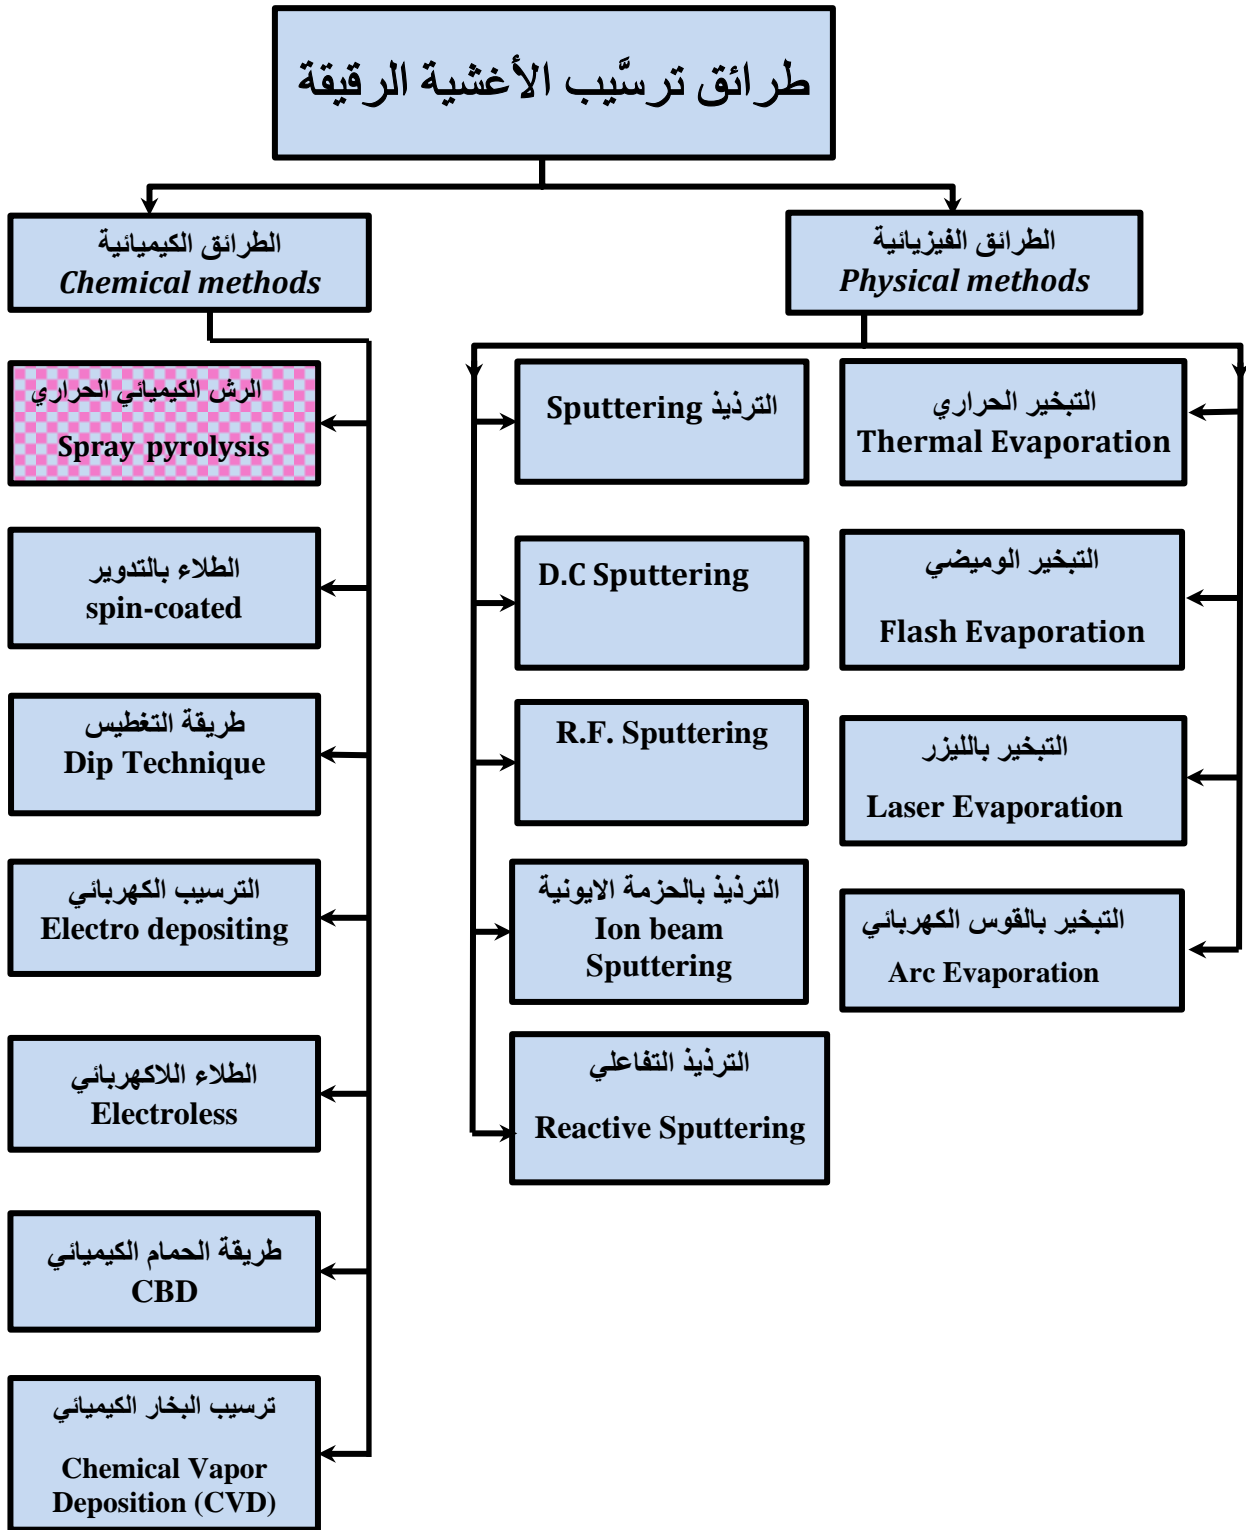 طرائق ترسَّيب الأغشية الرقيقة
الطرائق الفيزيائية
Physical methods
الطرائق الكيميائية
Chemical methods
التبخير الحراري
Thermal Evaporation
التبخير الوميضي
Flash Evaporation
التبخير بالليزر
Laser Evaporation
التبخير بالقوس الكهربائي
Arc Evaporation
الترذيذ Sputtering
D.C Sputtering
R.F. Sputtering
الترذيذ بالحزمة الايونية
Ion beam
Sputtering
الترذيذ التفاعلي
Reactive Sputtering
الرش الكيميائي الحراري
Spray pyrolysis
الطلاء بالتدوير
spin-coated
طريقة التغطيس
Dip Technique
الترسيب الكهربائي
Electro depositing
الطلاء اللاكهربائي
Electroless
طريقة الحمام الكيميائي
CBD
ترسيب البخار الكيميائي
Chemical Vapor
Deposition (CVD)